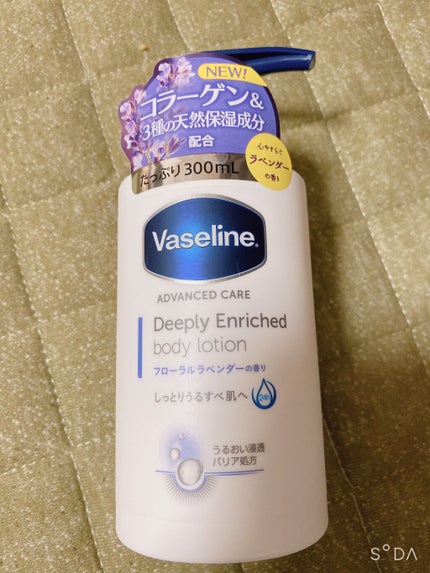 NEW!
コラーゲン&
3種の天然保湿成分
配合
心やすらぐ
ラベンダー
の香り
たっぷり300mL
Vaseline®
ADVANCED CARE
Deeply Enriched
body lotion
フローラルラベンダーの香り
しっとりうるすべ肌へ
24h
うるおい浸透
バリア処方
SODA